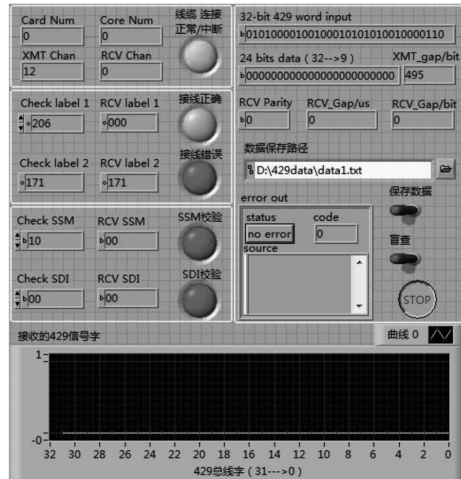 Card Num
Core Num
线缆 连接
正常/中断
0
0
XMT Chan
RCV Chan
12
0
Check label 1
RCV label 1
接线正确
206
000
Check label 2
RCV label 2
接线错误
171
171
Check SSM
RCV SSM
SSM校验
10
00
Check SDI
RCV SDI
SDI校验
00
00
32-bit 429 word input
24 bits data ( 32-->9 )
XMT_gap/bit
000000000000000000000000
495
RCV Parity
RCV_Gap/us
RCV_Gap/bit
0
0
0
数据保存路径
D:\429data\data1.txt
保存数据
error out
status
code
no error
0
source
盲查
STOP
接收的429信号字
曲线 0
1-
-0-
32 30 28 26 24 22 20 18 16 14 12 10 8 6 4 2 0
429总线字 ( 31--->0 )